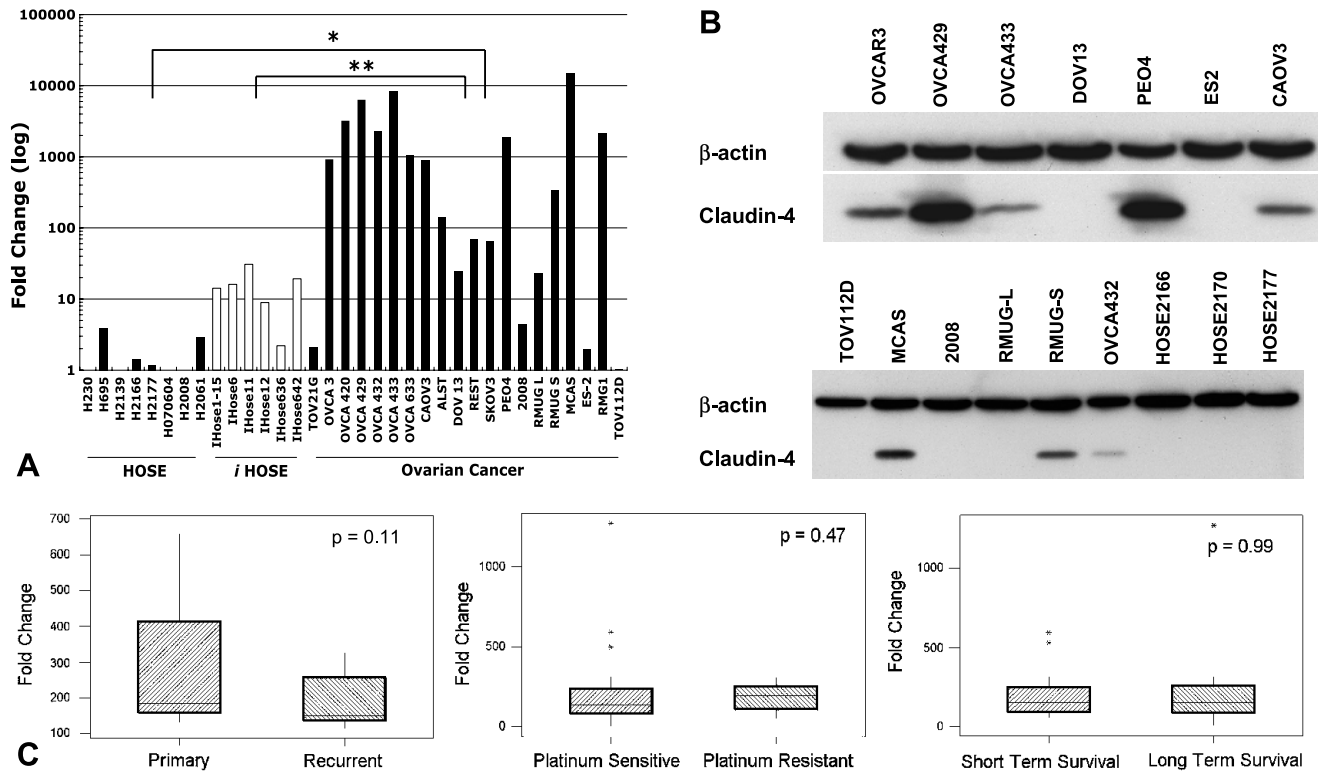 A
Fold Change (log)
100000
10000
1000
100
10
1
*
**
H230
H695
H2139
H2166
H2177
H070604
H2008
H2061
IHose1-15
IHose6
IHose11
IHose12
IHose636
IHose642
TOV21G
OVCA 3
OVCA 420
OVCA 429
OVCA 432
OVCA 433
OVCA 633
CAOV3
ALST
DOV 13
REST
SKOV3
PEO4
2008
RMUG L
RMUG S
MCAS
ES-2
RMG1
TOV112D
HOSE
i HOSE
Ovarian Cancer
B
OVCAR3
OVCA429
OVCA433
DOV13
PEO4
ES2
CAOV3
β-actin
Claudin-4
TOV112D
MCAS
2008
RMUG-L
RMUG-S
OVCA432
HOSE2166
HOSE2170
HOSE2177
β-actin
Claudin-4
C
Fold Change
700
600
500
400
300
200
100
p = 0.11
Primary
Recurrent
Fold Change
1000
500
0
*
*
*
p = 0.47
Platinum Sensitive
Platinum Resistant
Fold Change
1000
500
0
*
*
*
p = 0.99
Short Term Survival
Long Term Survival